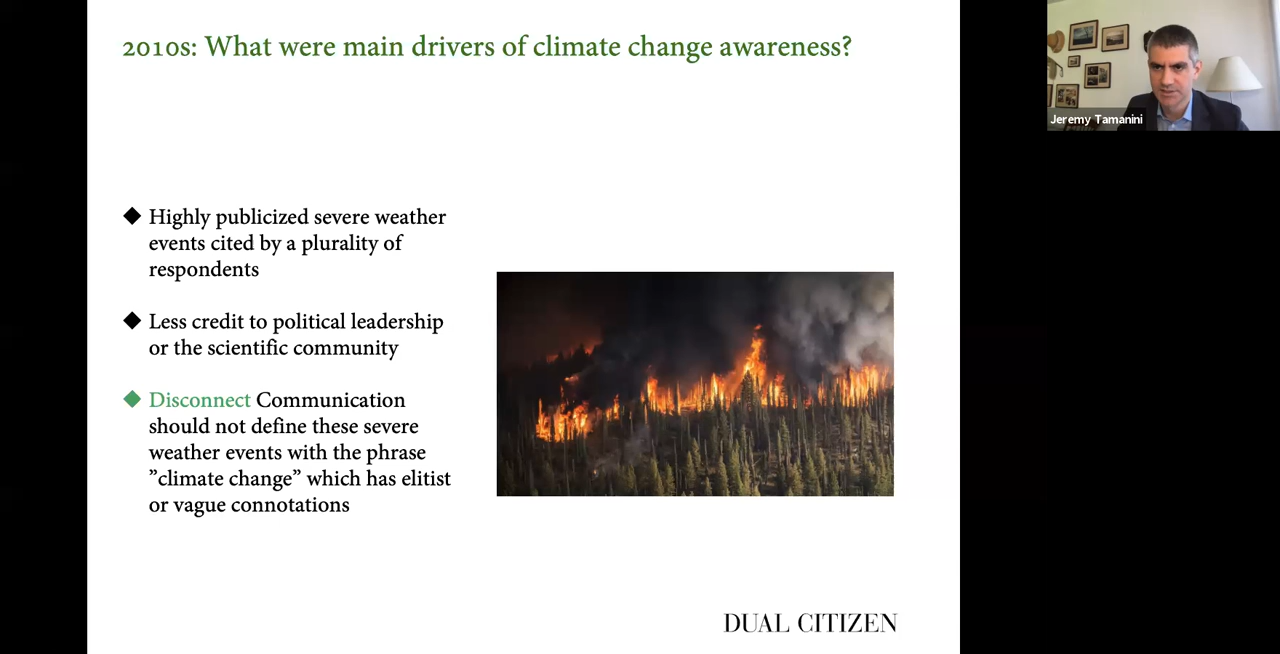 2010s: What were main drivers of climate change awareness?
Jeremy Tamanini
◆ Highly publicized severe weather
events cited by a plurality of
respondents
◆ Less credit to political leadership
or the scientific community
◆ Disconnect Communication
should not define these severe
weather events with the phrase
”climate change” which has elitist
or vague connotations
DUAL CITIZEN